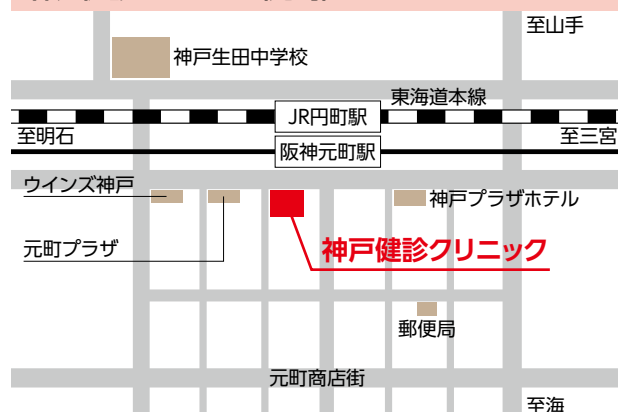 至山手
神戸生田中学校
東海道本線
JR円町駅
至明石
至三宮
阪神元町駅
ウインズ神戸
神戸プラザホテル
元町プラザ
神戸健診クリニック
郵便局
元町商店街
至海